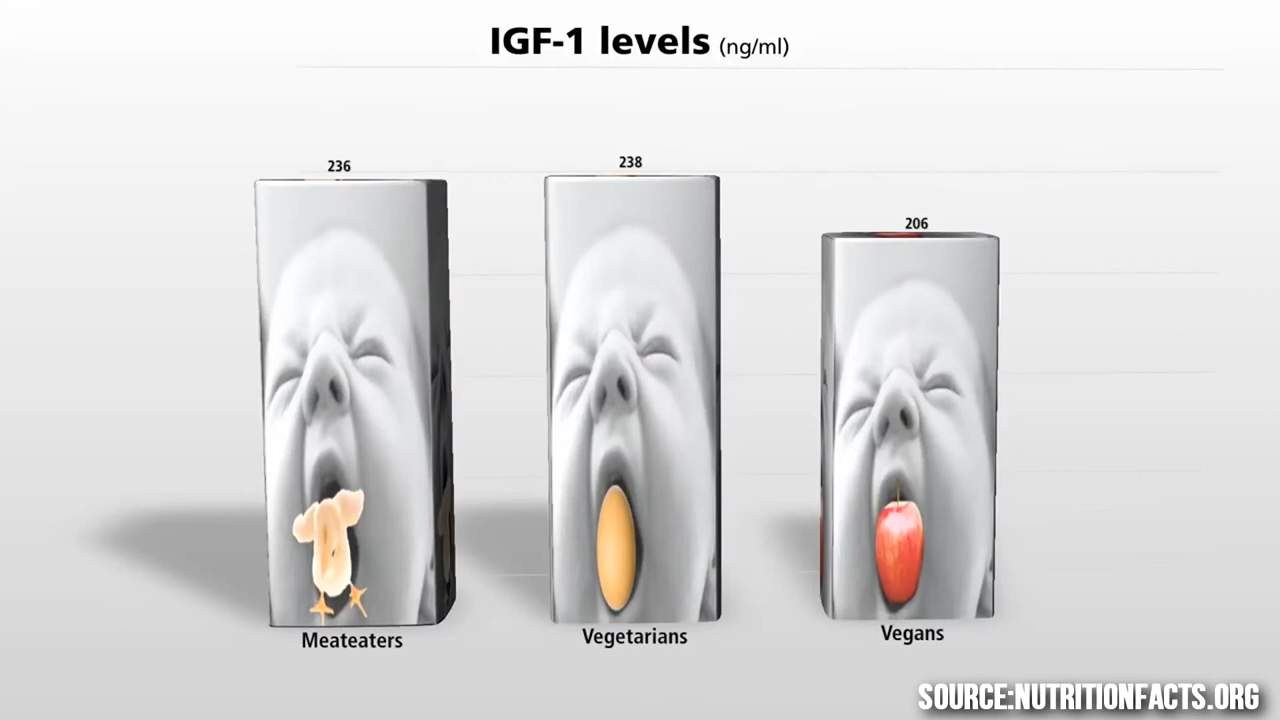 IGF-1 levels (ng/ml)
236
238
206
Meateaters
Vegetarians
Vegans
SOURCE:NUTRITIONFACTS.ORG